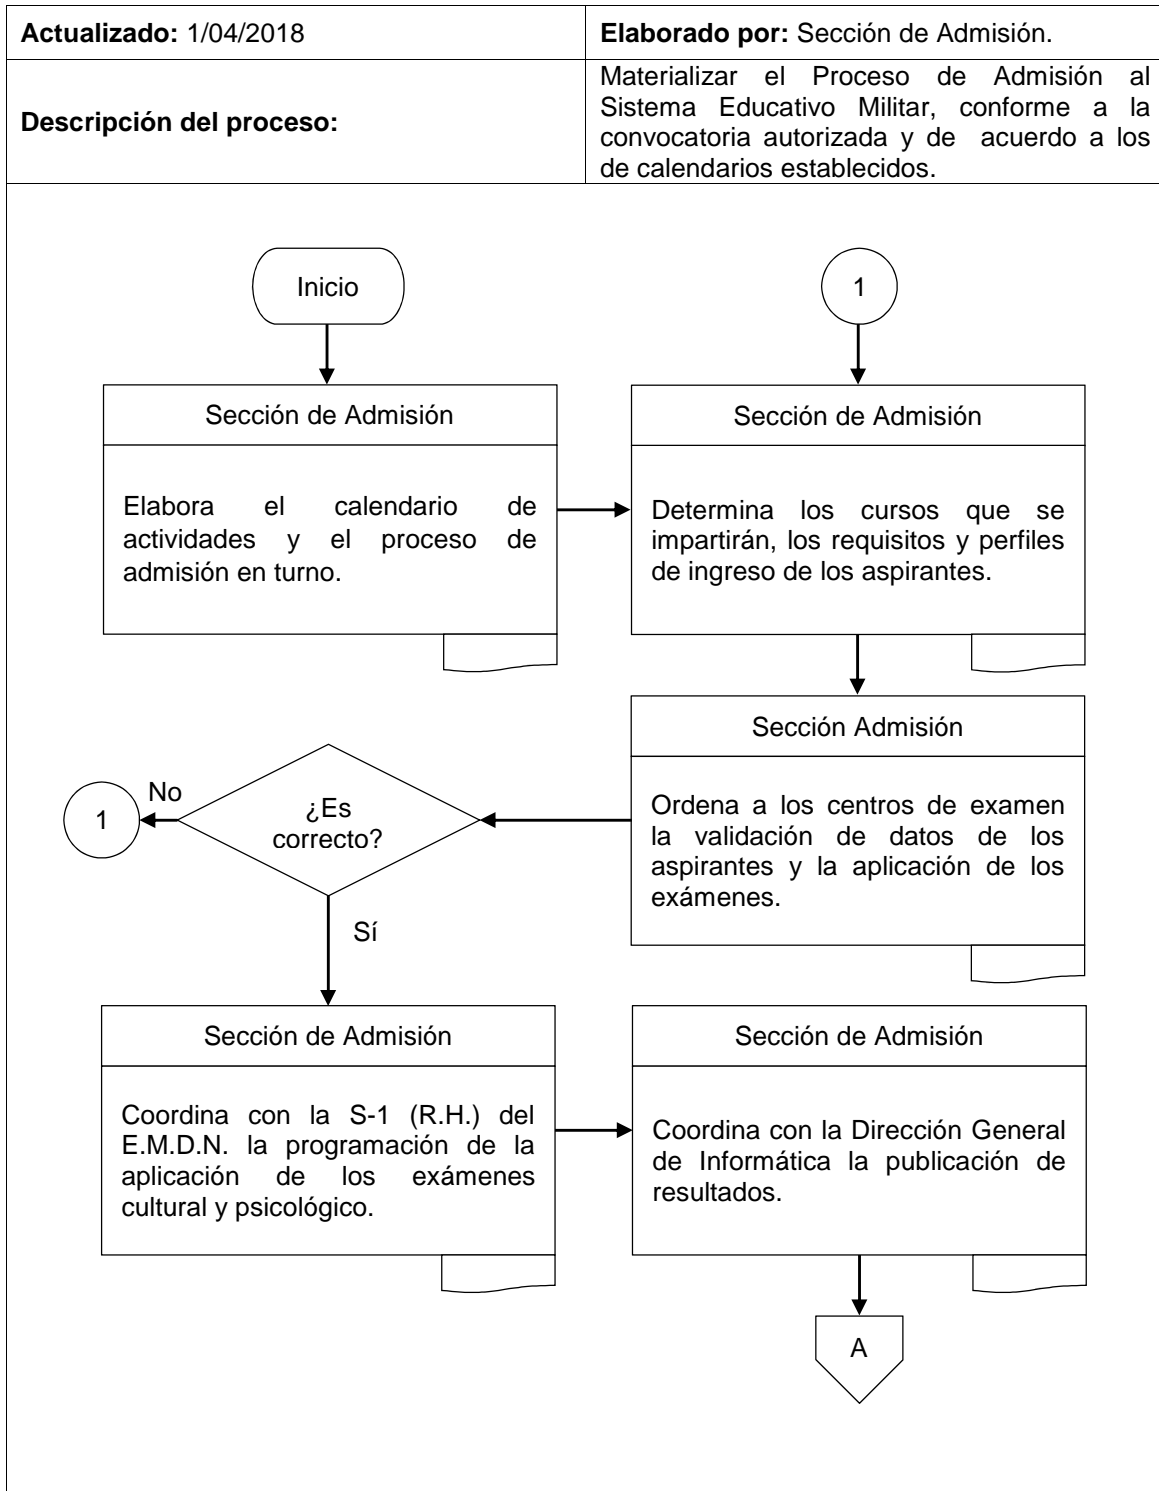 Actualizado: 1/04/2018
Elaborado por: Sección de Admisión.
Descripción del proceso:
Materializar el Proceso de Admisión al
Sistema Educativo Militar, conforme a la
convocatoria autorizada y de acuerdo a los
de calendarios establecidos.
Inicio
1
Sección de Admisión
Elabora el calendario de
actividades y el proceso de
admisión en turno.
Sección de Admisión
Determina los cursos que se
impartirán, los requisitos y perfiles
de ingreso de los aspirantes.
Sección Admisión
Ordena a los centros de examen
la validación de datos de los
aspirantes y la aplicación de los
exámenes.
¿Es
correcto?
No
1
Sí
Sección de Admisión
Coordina con la S-1 (R.H.) del
E.M.D.N. la programación de la
aplicación de los exámenes
cultural y psicológico.
Sección de Admisión
Coordina con la Dirección General
de Informática la publicación de
resultados.
A